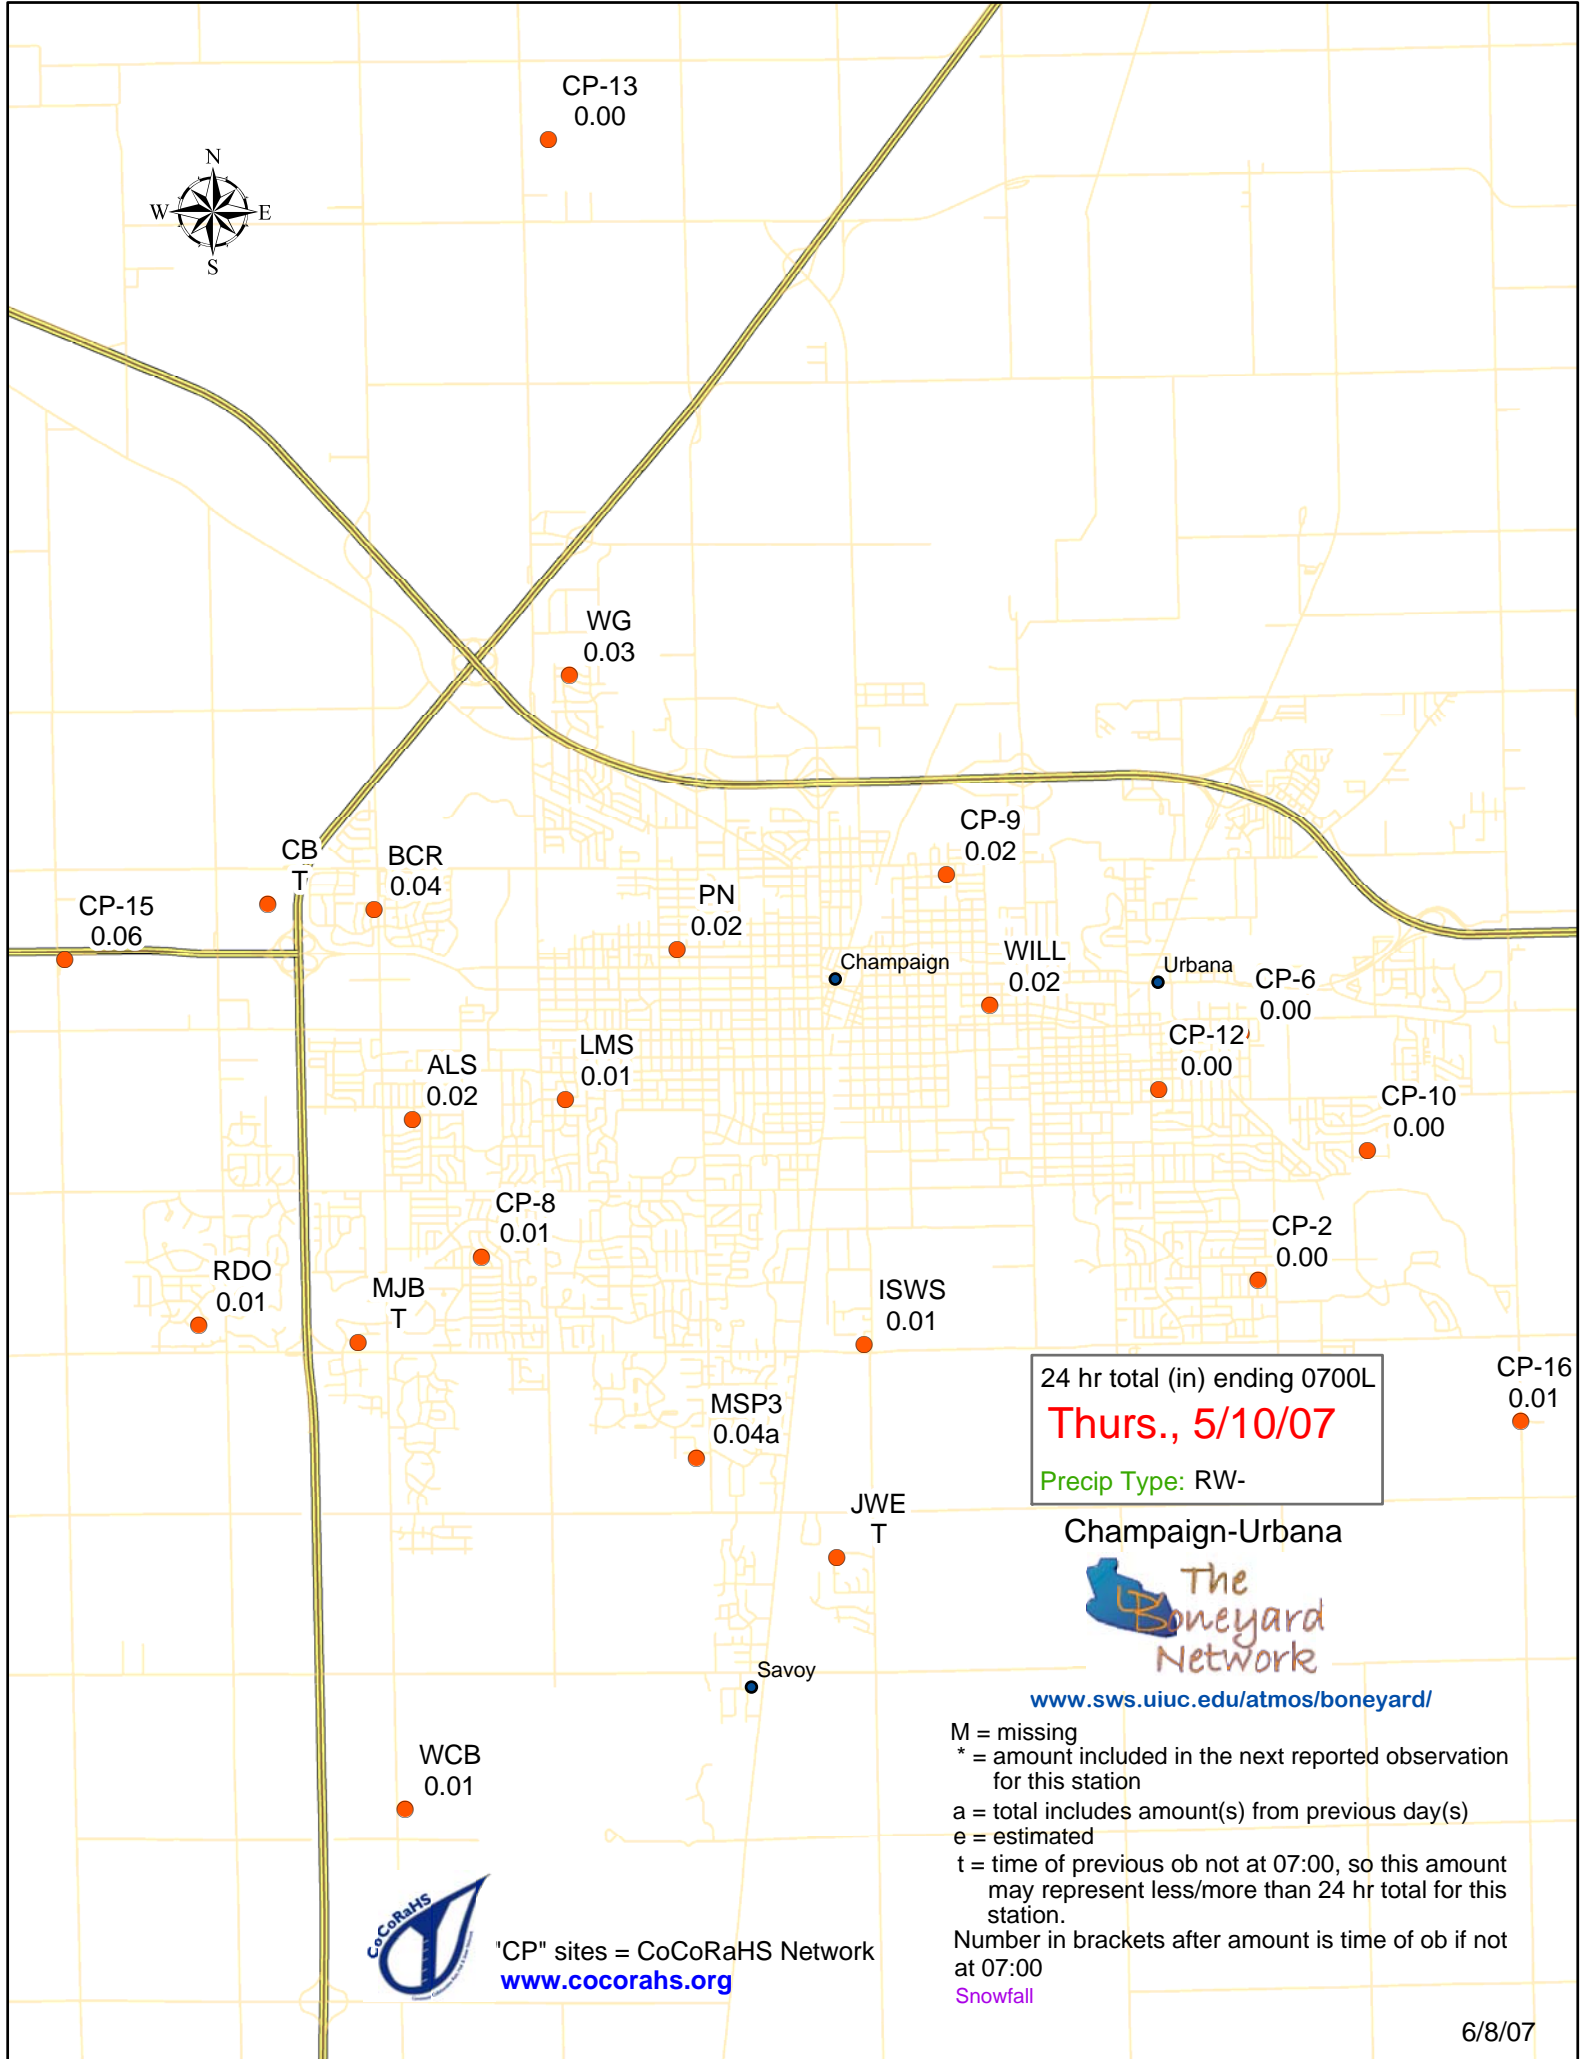 CP-13
0.00
N
W E
S
WG
0.03
CP-9
0.02
CB
T
BCR
0.04
CP-15
0.06
PN
0.02
Champaign
WILL
0.02
Urbana
CP-6
0.00
CP-12
0.00
LMS
0.01
ALS
0.02
CP-10
0.00
CP-8
0.01
CP-2
0.00
RDO
0.01
MJB
T
ISWS
0.01
CP-16
0.01
MSP3
0.04a
24 hr total (in) ending 0700L
Thurs., 5/10/07
Precip Type: RW-
JWE
T
Champaign-Urbana
The
Boneyard
Network
Savoy
www.sws.uiuc.edu/atmos/boneyard/
WCB
0.01
M = missing
* = amount included in the next reported observation
for this station
a = total includes amount(s) from previous day(s)
e = estimated
t = time of previous ob not at 07:00, so this amount
may represent less/more than 24 hr total for this
station.
Number in brackets after amount is time of ob if not
at 07:00
Snowfall
CoCoRaHS
"CP" sites = CoCoRaHS Network
www.cocorahs.org
6/8/07